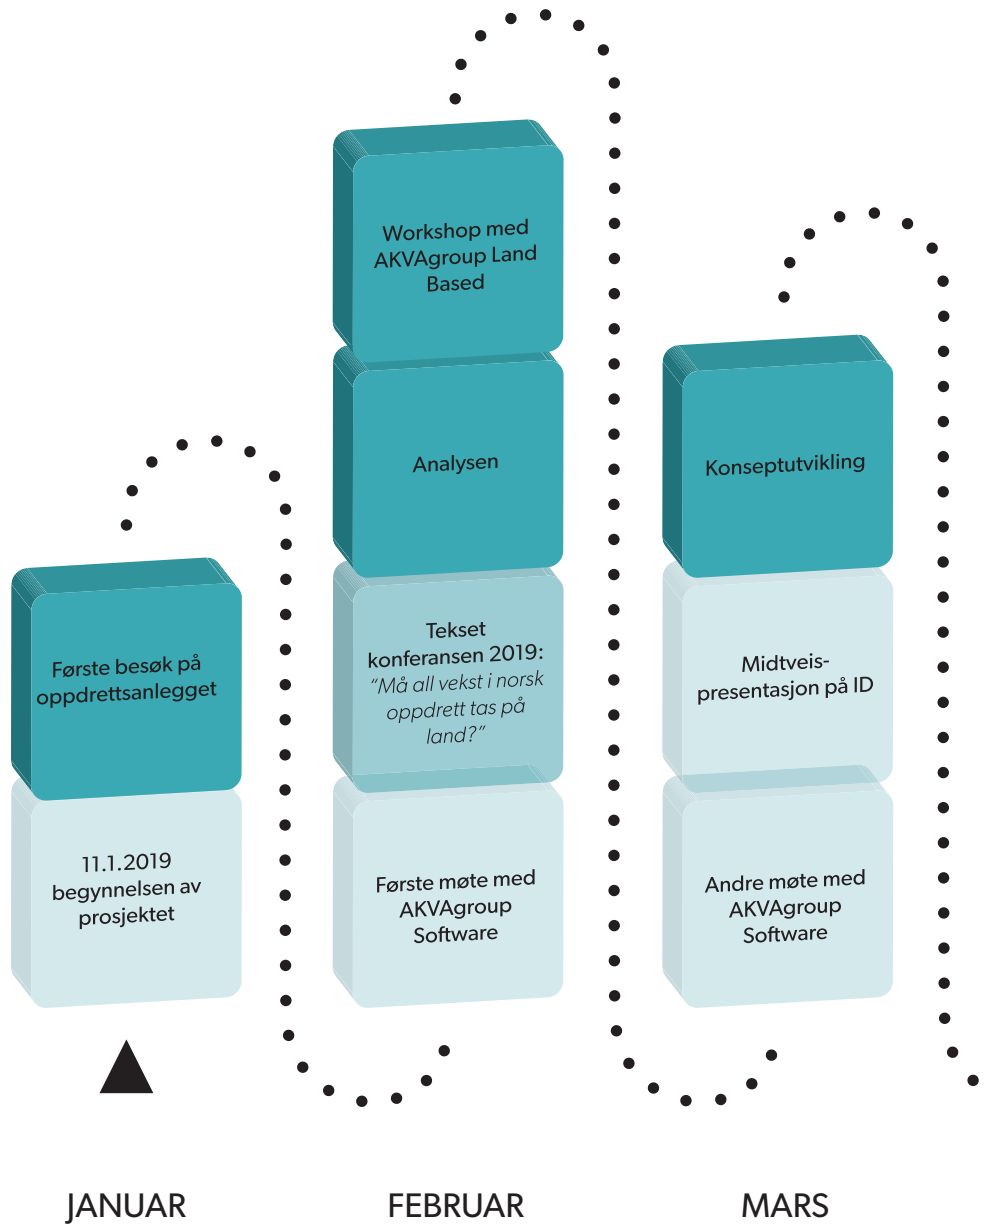 Første besøk på
oppdrettsanlegget
11.1.2019
begynnelsen av
prosjektet
JANUAR
Workshop med
AKVAgroup Land
Based
Analysen
Tekset
konferansen 2019:
“Må all vekst i norsk
oppdrett tas på
land?”
Første møte med
AKVAgroup
Software
FEBRUAR
Konseptutvikling
Midtveis-
presentasjon på ID
Andre møte med
AKVAgroup
Software
MARS